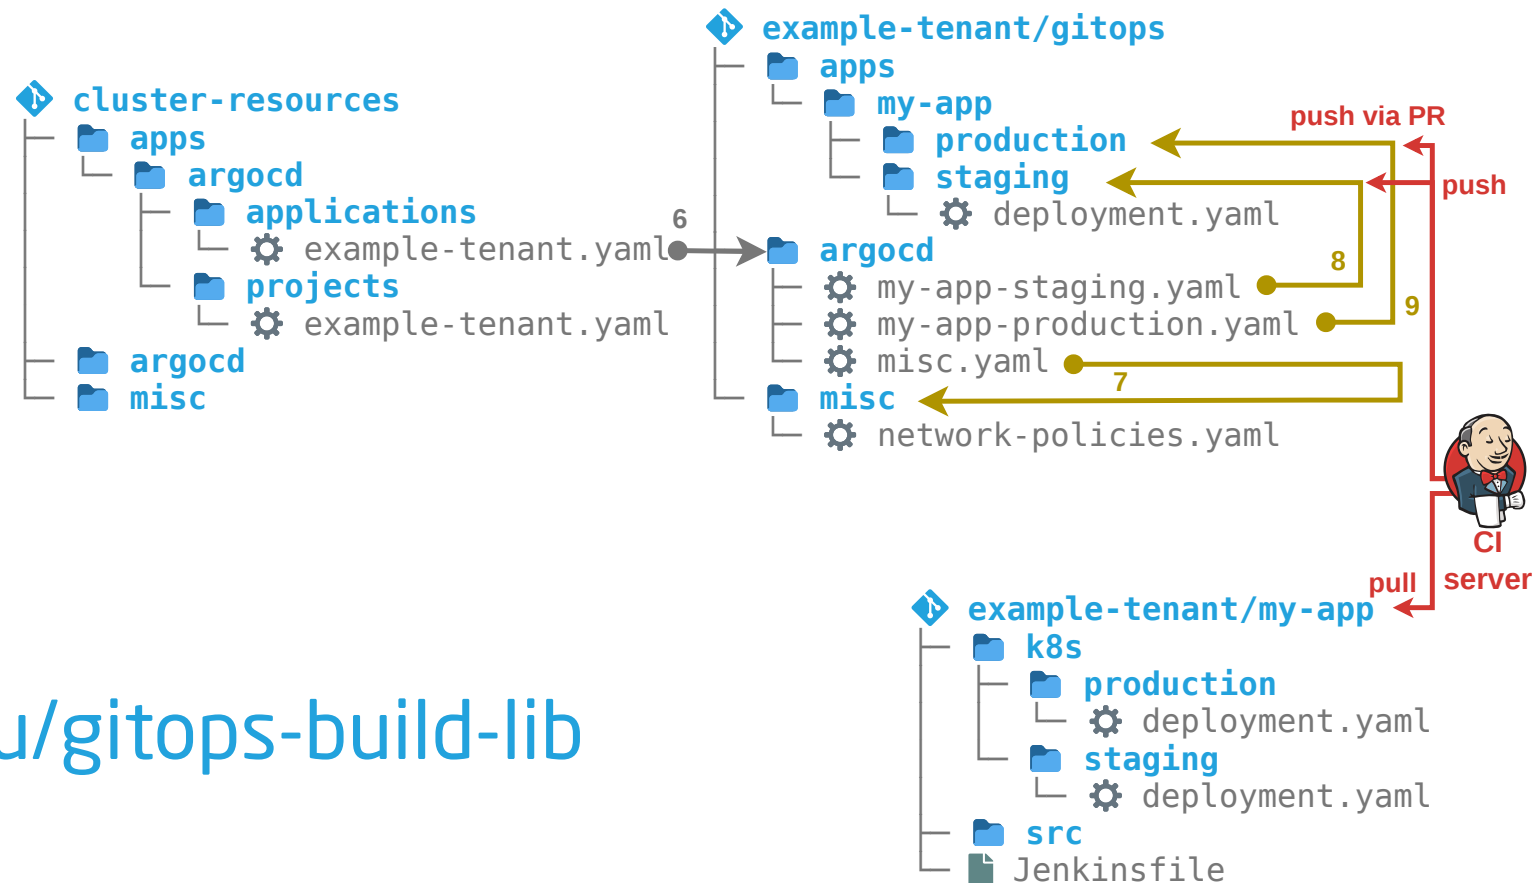 cluster-resources
apps
argocd
applications
example-tenant.yaml
projects
example-tenant.yaml
argocd
misc
6
example-tenant/gitops
apps
my-app
production
staging
deployment.yaml
argocd
my-app-staging.yaml
my-app-production.yaml
misc.yaml
misc
network-policies.yaml
push via PR
push
8
9
7
CI
server
pull
example-tenant/my-app
k8s
production
deployment.yaml
staging
deployment.yaml
src
Jenkinsfile
u/gitops-build-lib